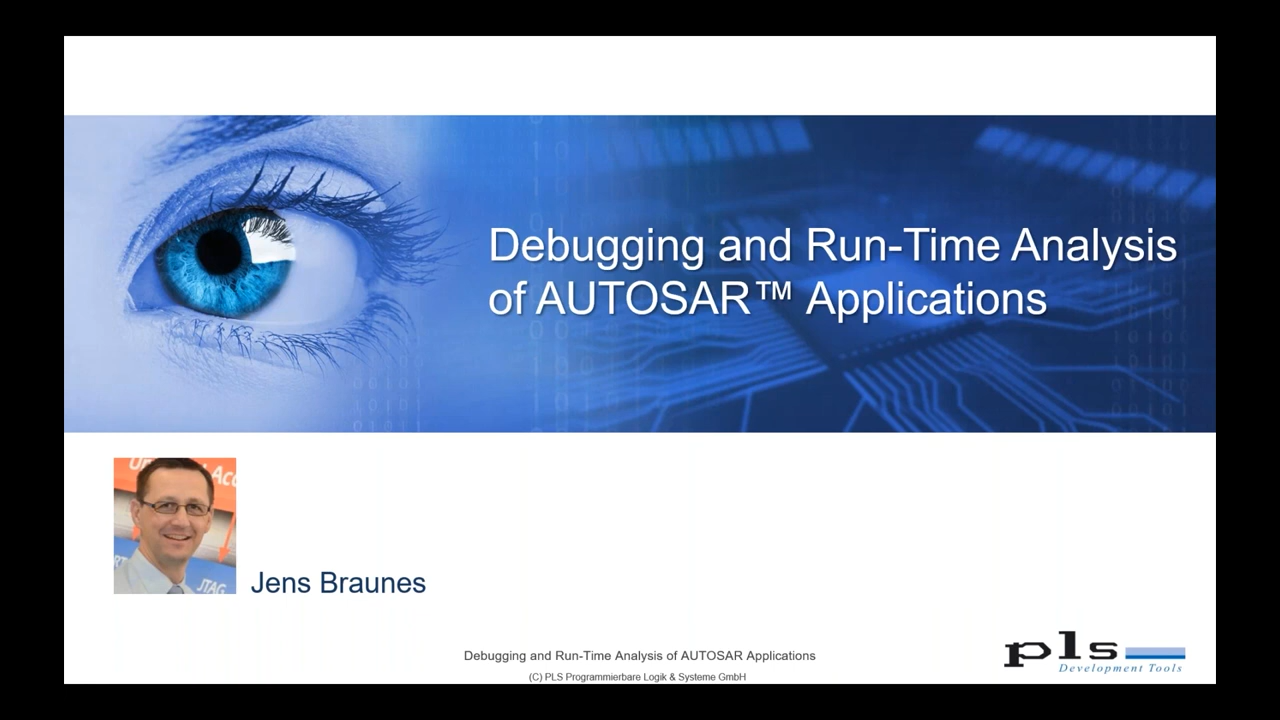 Debugging and Run-Time Analysis
of AUTOSAR™ Applications
JTAG
Jens Braunes
Debugging and Run-Time Analysis of AUTOSAR Applications
(C) PLS Programmierbare Logik & Systeme GmbH
pls
Development Tools